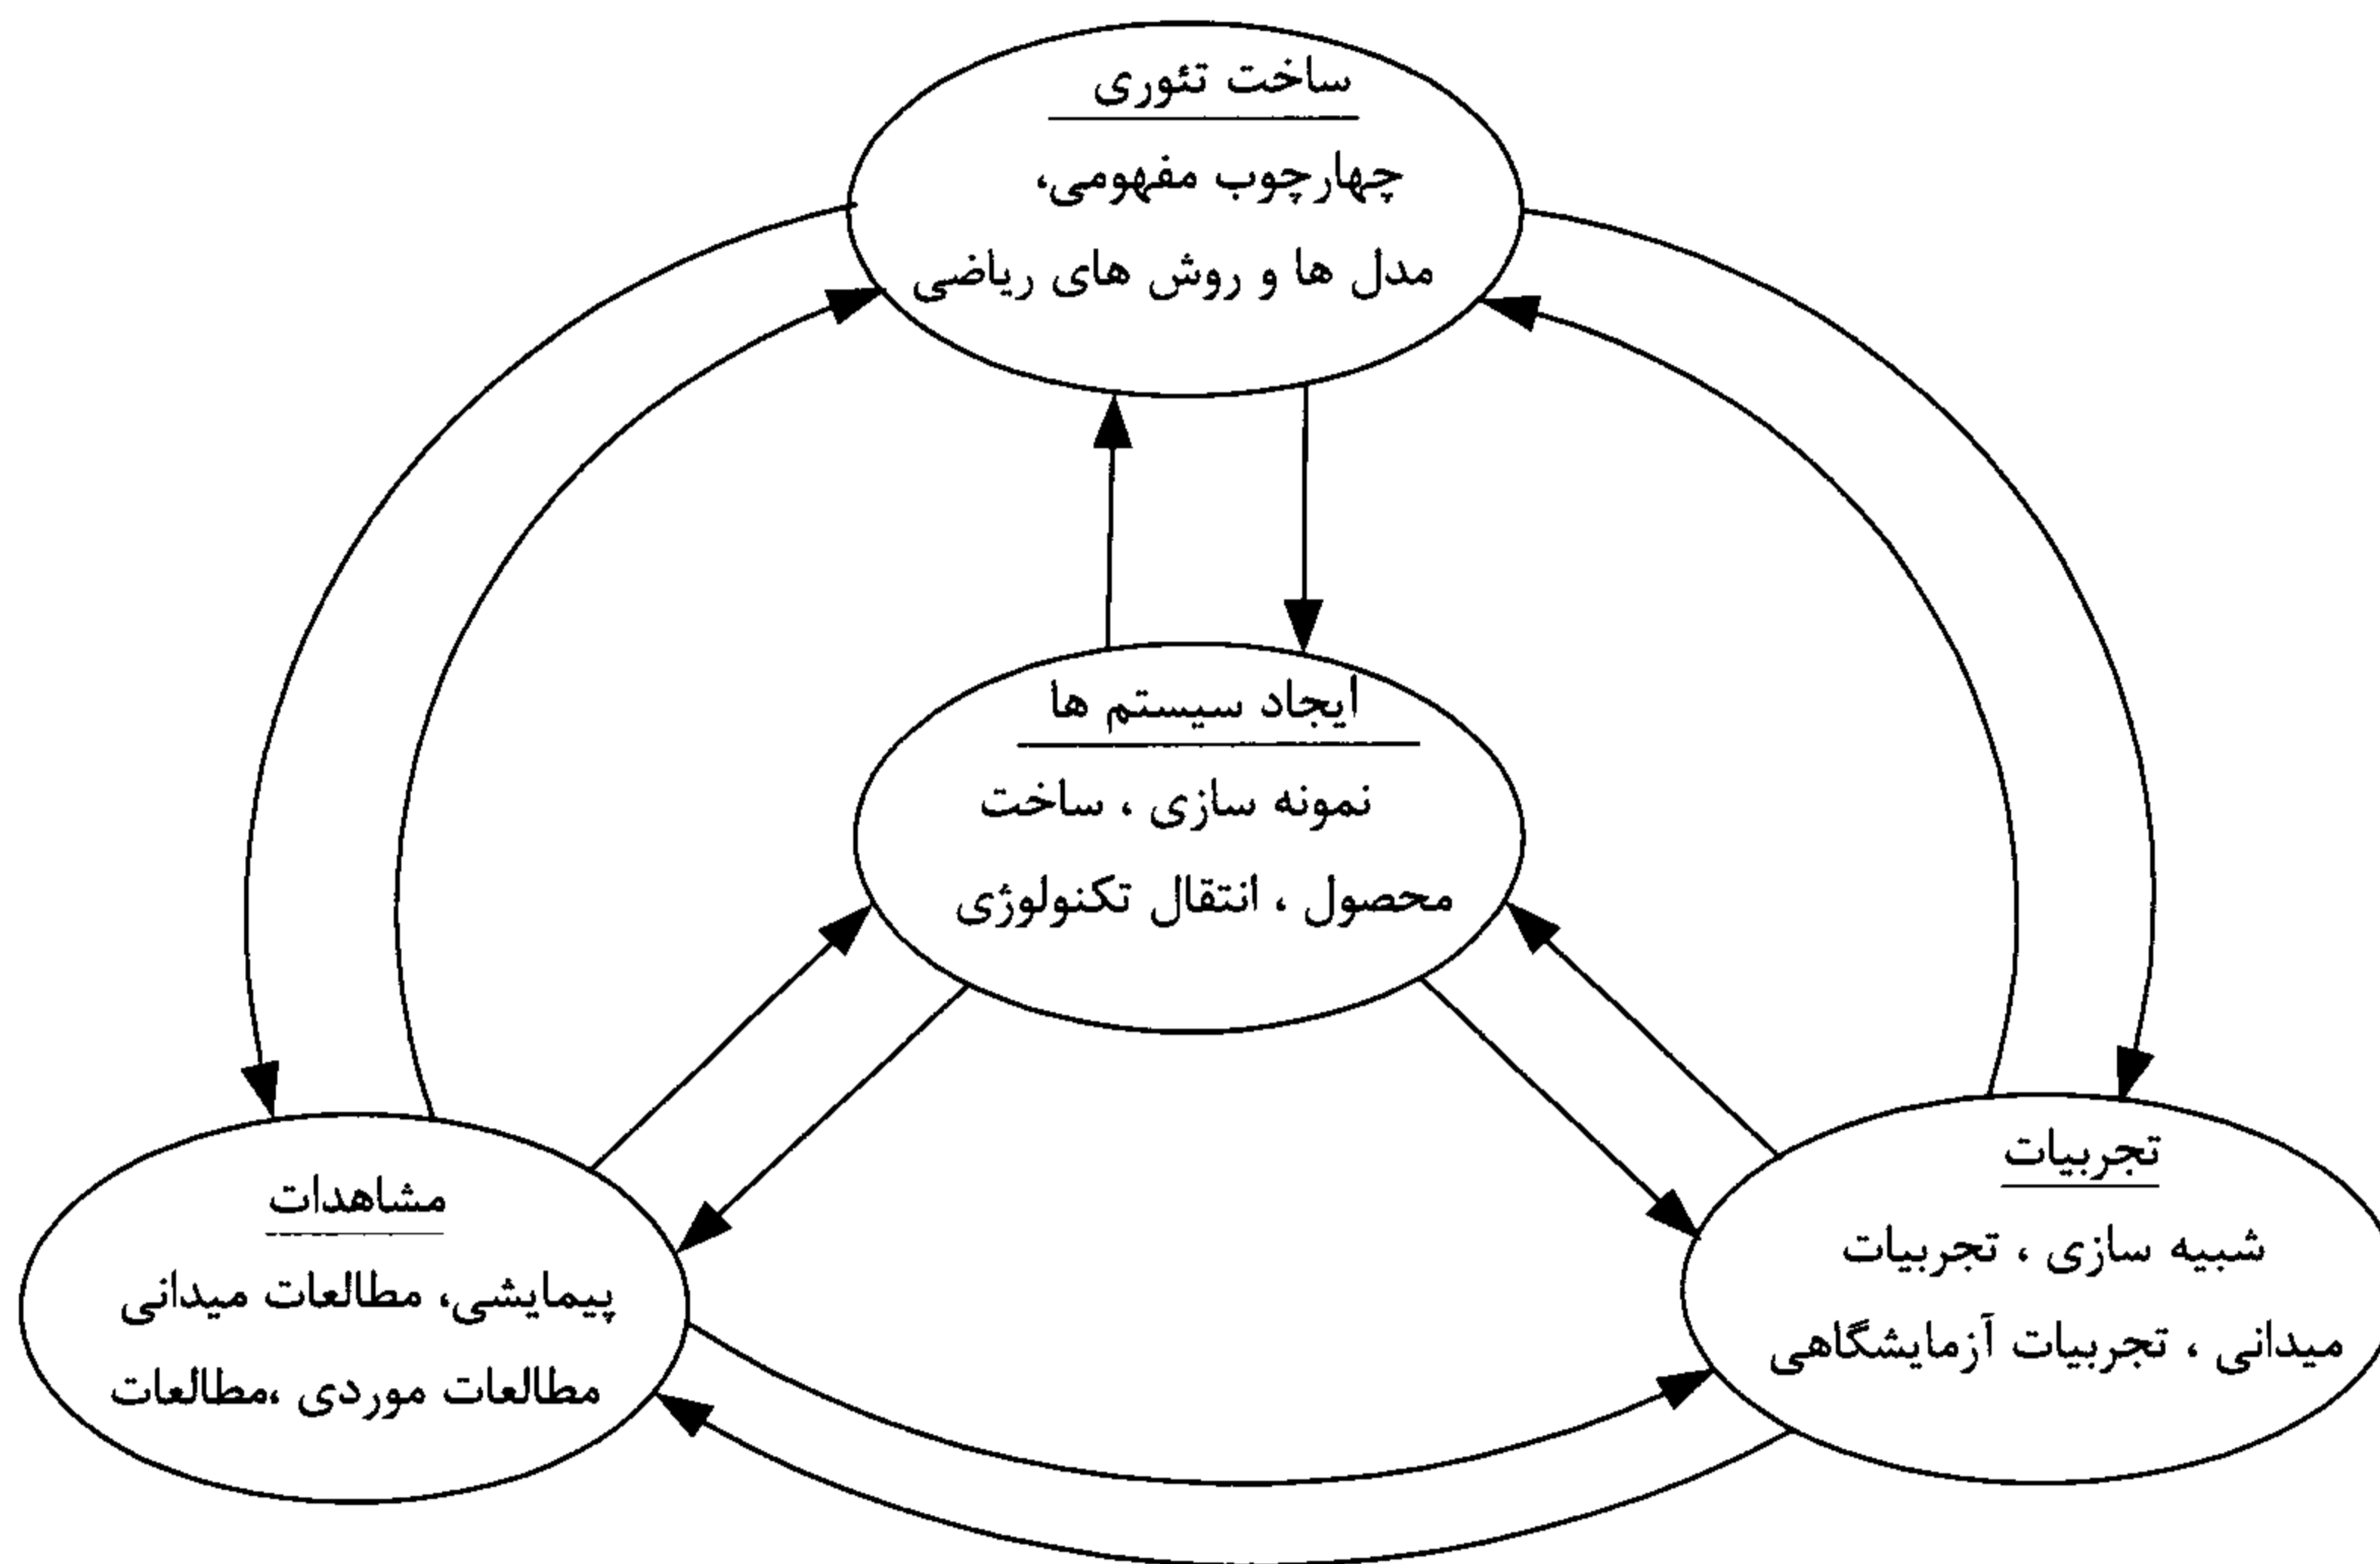 ساخت تئوری
چهارچوب مفهومی،
مدل ها و روش های ریاضی
ایجاد سیستم ها
نمونه سازی ، ساخت
محصول ، انتقال تکنولوژی
تجربیات
شبیه سازی ، تجربیات
میدانی ، تجربیات آزمایشگاهی
مشاهدات
پیمایشی، مطالعات میدانی
مطالعات موردی ،مطالعات